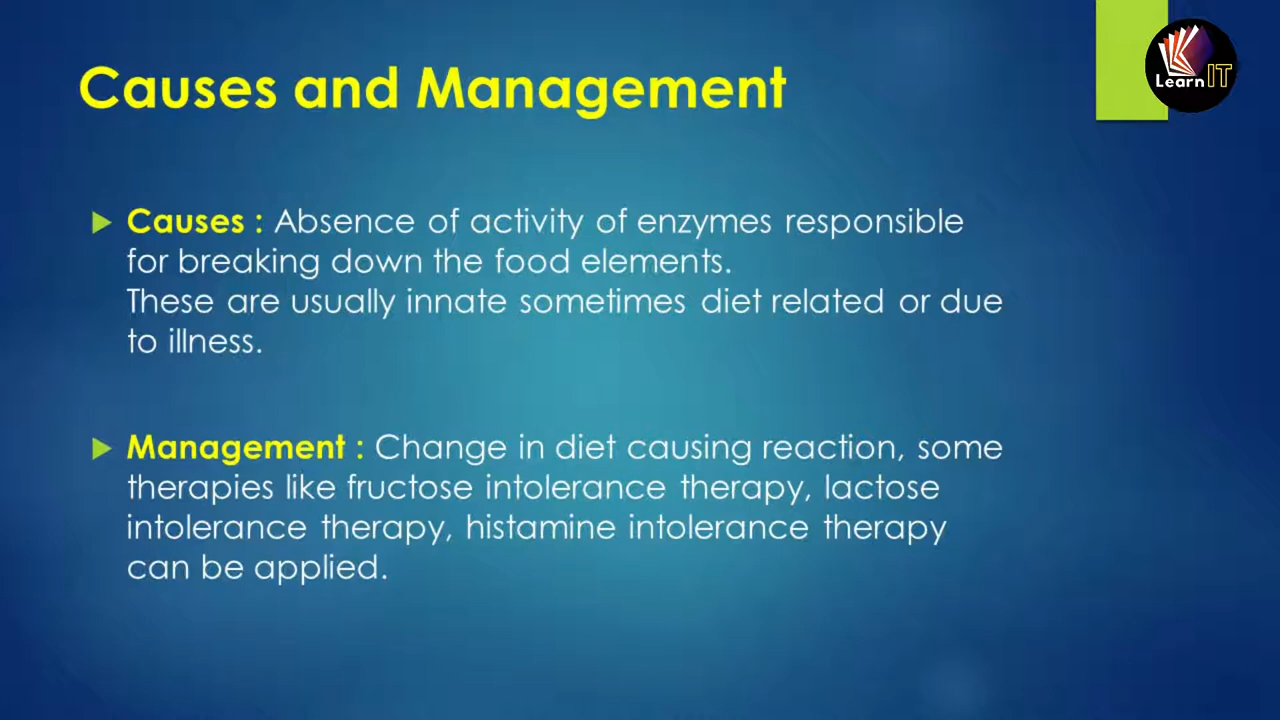 Causes and Management
Learn IT
Causes : Absence of activity of enzymes responsible
for breaking down the food elements.
These are usually innate sometimes diet related or due
to illness.
Management : Change in diet causing reaction, some
therapies like fructose intolerance therapy, lactose
intolerance therapy, histamine intolerance therapy
can be applied.